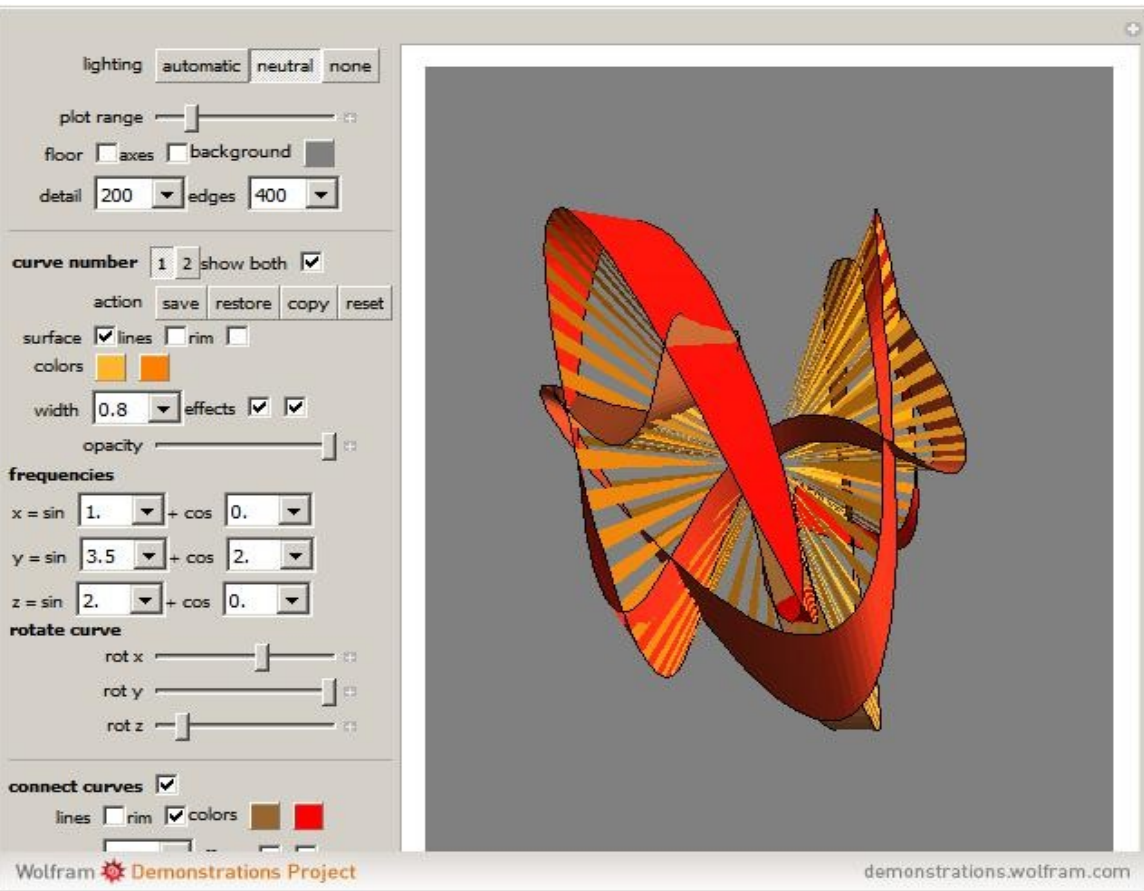 lighting automatic neutral none
plot range
floor axes background
detail 200 edges 400
curve number 1 2 show both
action save restore copy reset
surface lines rim
colors
width 0.8 effects
opacity
frequencies
x = sin 1. + cos 0.
y = sin 3.5 + cos 2.
z = sin 2. + cos 0.
rotate curve
rot x
rot y
rot z
connect curves
lines rim colors
Wolfram Demonstrations Project
demonstrations.wolfram.com